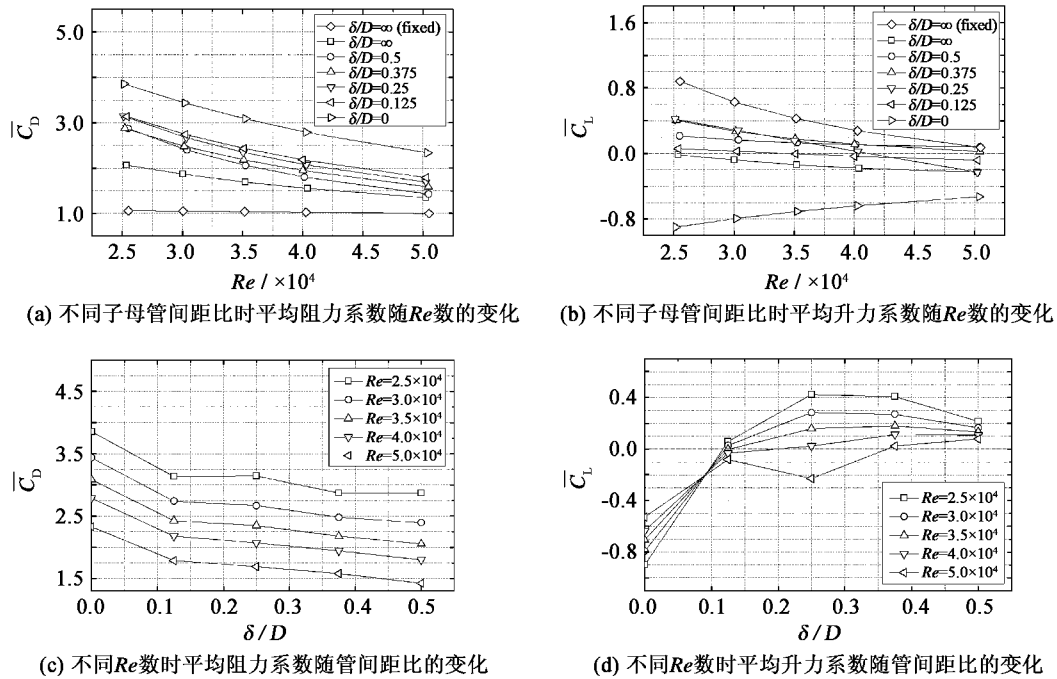 5.0
3.0
1.0
C̅D
δ/D=∞ (fixed)
δ/D=∞
δ/D=0.5
δ/D=0.375
δ/D=0.25
δ/D=0.125
δ/D=0
2.5 3.0 3.5 4.0 4.5 5.0
Re / ×10⁴
(a) 不同子母管间距比时平均阻力系数随Re数的变化
1.6
0.8
0.0
-0.8
C̅L
δ/D=∞ (fixed)
δ/D=∞
δ/D=0.5
δ/D=0.375
δ/D=0.25
δ/D=0.125
δ/D=0
2.5 3.0 3.5 4.0 4.5 5.0
Re / ×10⁴
(b) 不同子母管间距比时平均升力系数随Re数的变化
4.5
3.5
2.5
1.5
C̅D
Re=2.5×10⁴
Re=3.0×10⁴
Re=3.5×10⁴
Re=4.0×10⁴
Re=5.0×10⁴
0.0 0.1 0.2 0.3 0.4 0.5
δ/D
(c) 不同Re数时平均阻力系数随管间距比的变化
0.4
0.0
-0.4
-0.8
C̅L
Re=2.5×10⁴
Re=3.0×10⁴
Re=3.5×10⁴
Re=4.0×10⁴
Re=5.0×10⁴
0.0 0.1 0.2 0.3 0.4 0.5
δ/D
(d) 不同Re数时平均升力系数随管间距比的变化